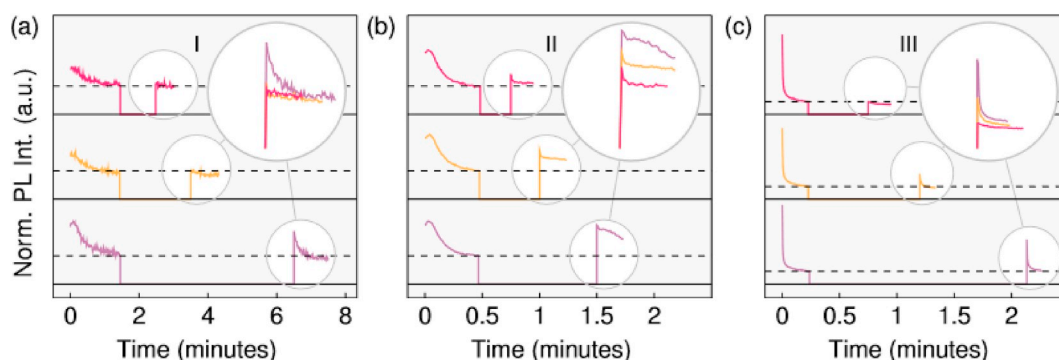 (a)
I
(b)
II
(c)
III
Norm. PL Int. (a.u.)
0
2
4
6
8
0
0.5
1
1.5
2
0
0.5
1
1.5
2
Time (minutes)
Time (minutes)
Time (minutes)